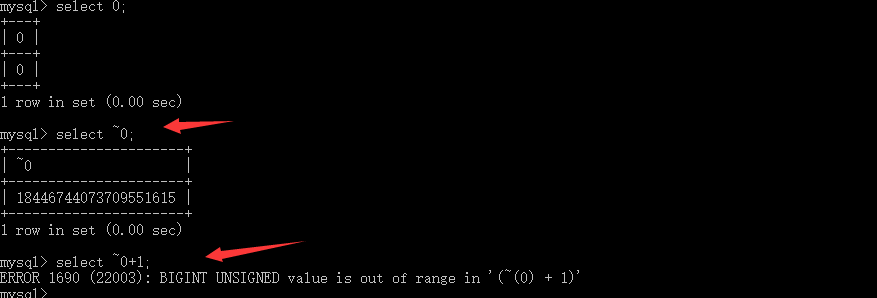 mysql> select 0;
+---+
| 0 |
+---+
| 0 |
+---+
1 row in set (0.00 sec)
mysql> select ~0;
+----------------------+
| ~0                   |
+----------------------+
| 18446744073709551615 |
+----------------------+
1 row in set (0.00 sec)
mysql> select ~0+1;
ERROR 1690 (22003): BIGINT UNSIGNED value is out of range in '(~(0) + 1)'
mysql>